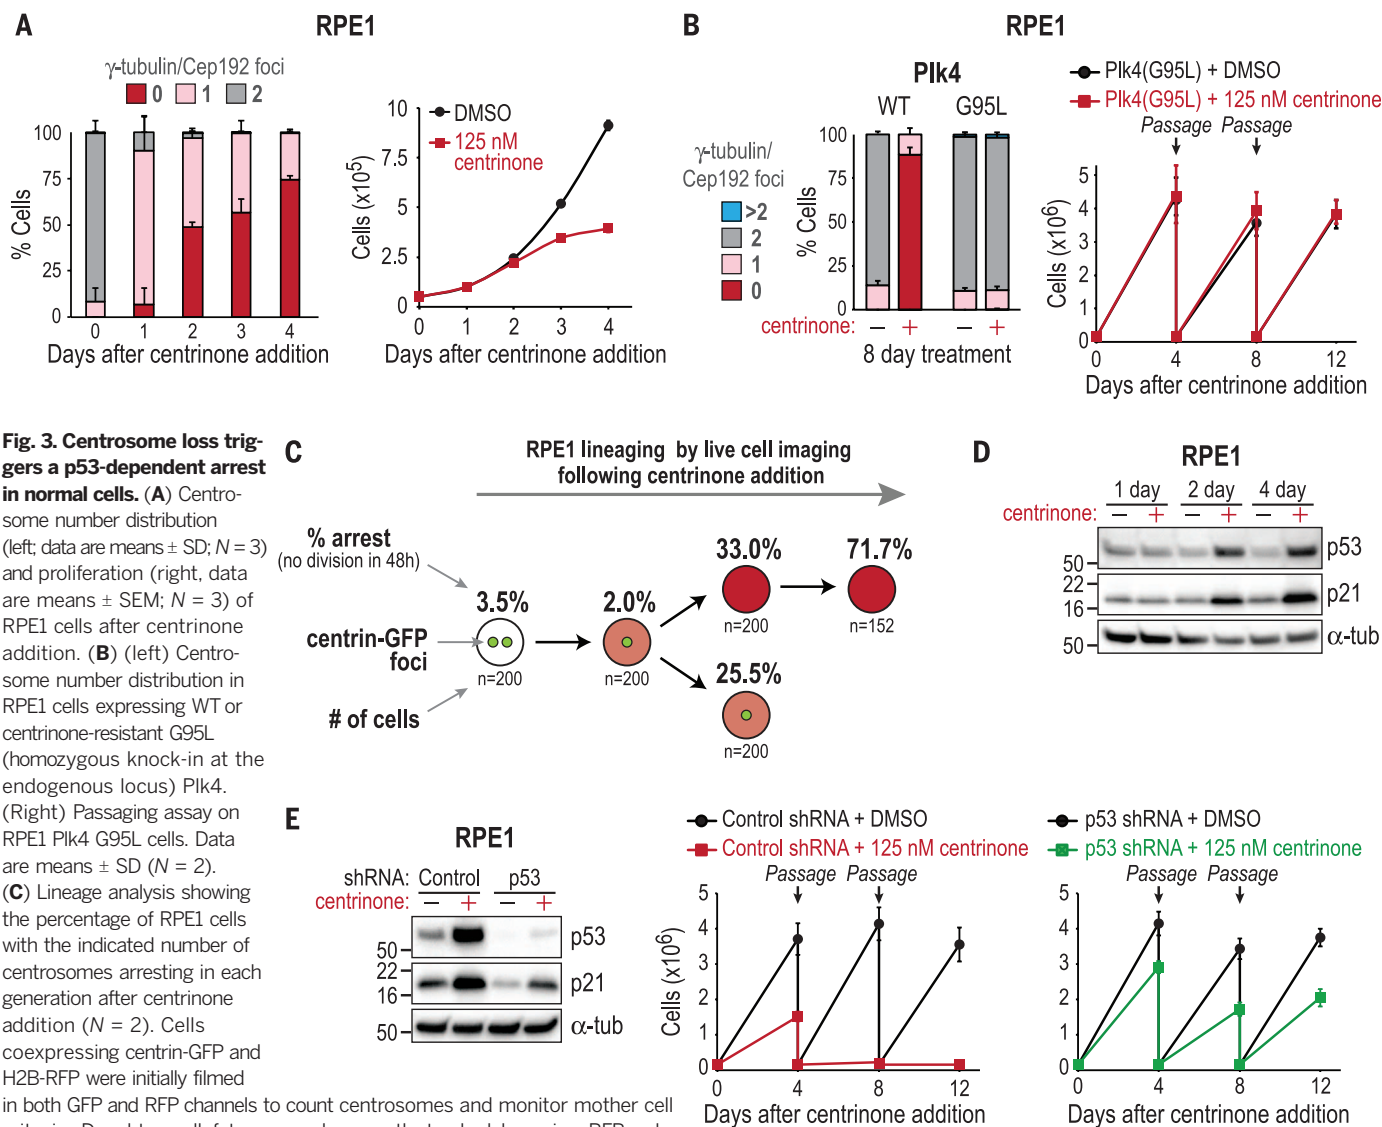 A
RPE1
γ-tubulin/Cep192 foci
0 1 2
% Cells
100
75
50
25
0
0 1 2 3 4
Days after centrinone addition
DMSO
125 nM
centrinone
Cells (x10⁵)
10
7.5
5
2.5
0
0 1 2 3 4
Days after centrinone addition
B
RPE1
Plk4
WT G95L
γ-tubulin/
Cep192 foci
>2
2
1
0
% Cells
100
75
50
25
0
centrinone: – + – +
8 day treatment
Plk4(G95L) + DMSO
Plk4(G95L) + 125 nM centrinone
Passage Passage
Cells (x10⁶)
5
4
3
2
1
0
0 4 8 12
Days after centrinone addition
Fig. 3. Centrosome loss trig-
gers a p53-dependent arrest
in normal cells. (A) Centro-
some number distribution
(left; data are means ± SD; N = 3)
and proliferation (right, data
are means ± SEM; N = 3) of
RPE1 cells after centrinone
addition. (B) (left) Centro-
some number distribution in
RPE1 cells expressing WT or
centrinone-resistant G95L
(homozygous knock-in at the
endogenous locus) Plk4.
(Right) Passaging assay on
RPE1 Plk4 G95L cells. Data
are means ± SD (N = 2).
(C) Lineage analysis showing
the percentage of RPE1 cells
with the indicated number of
centrosomes arresting in each
generation after centrinone
addition (N = 2). Cells
coexpressing centrin-GFP and
H2B-RFP were initially filmed
in both GFP and RFP channels to count centrosomes and monitor mother cell
C
RPE1 lineaging by live cell imaging
following centrinone addition
% arrest
(no division in 48h)
centrin-GFP
foci
# of cells
3.5%
n=200
2.0%
n=200
33.0%
n=200
71.7%
n=152
25.5%
n=200
D
RPE1
1 day 2 day 4 day
centrinone: – + – + – +
50
p53
22
16
p21
50
α-tub
E
RPE1
shRNA: Control p53
centrinone: – + – +
50
p53
22
16
p21
50
α-tub
Control shRNA + DMSO
Control shRNA + 125 nM centrinone
Passage Passage
Cells (x10⁶)
5
4
3
2
1
0
0 4 8 12
Days after centrinone addition
p53 shRNA + DMSO
p53 shRNA + 125 nM centrinone
Passage Passage
5
4
3
2
1
0
0 4 8 12
Days after centrinone addition